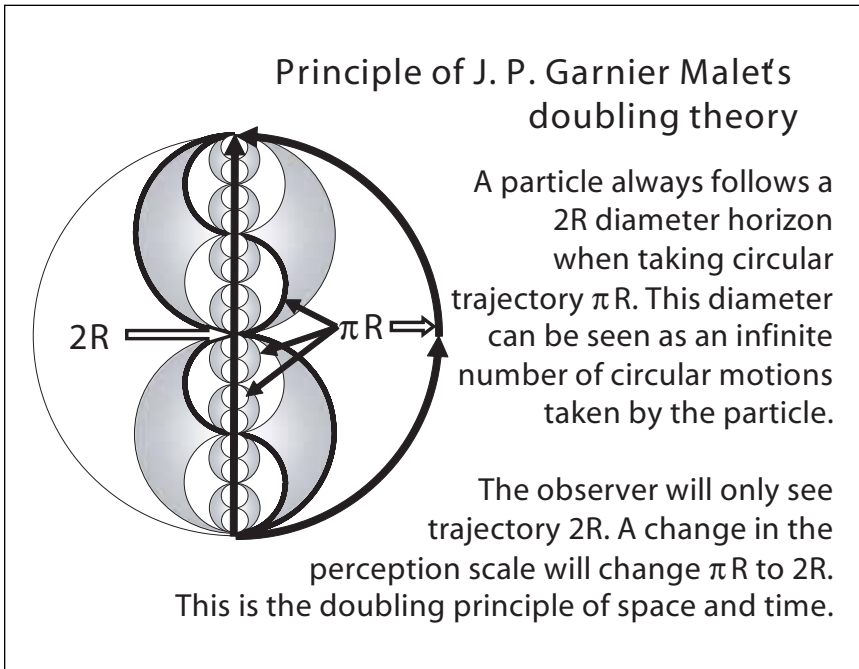 Principle of J. P. Garnier Malet's
doubling theory
A particle always follows a
2R diameter horizon
when taking circular
trajectory π R. This diameter
can be seen as an infinite
number of circular motions
taken by the particle.
2R
π R
The observer will only see
trajectory 2R. A change in the
perception scale will change π R to 2R.
This is the doubling principle of space and time.